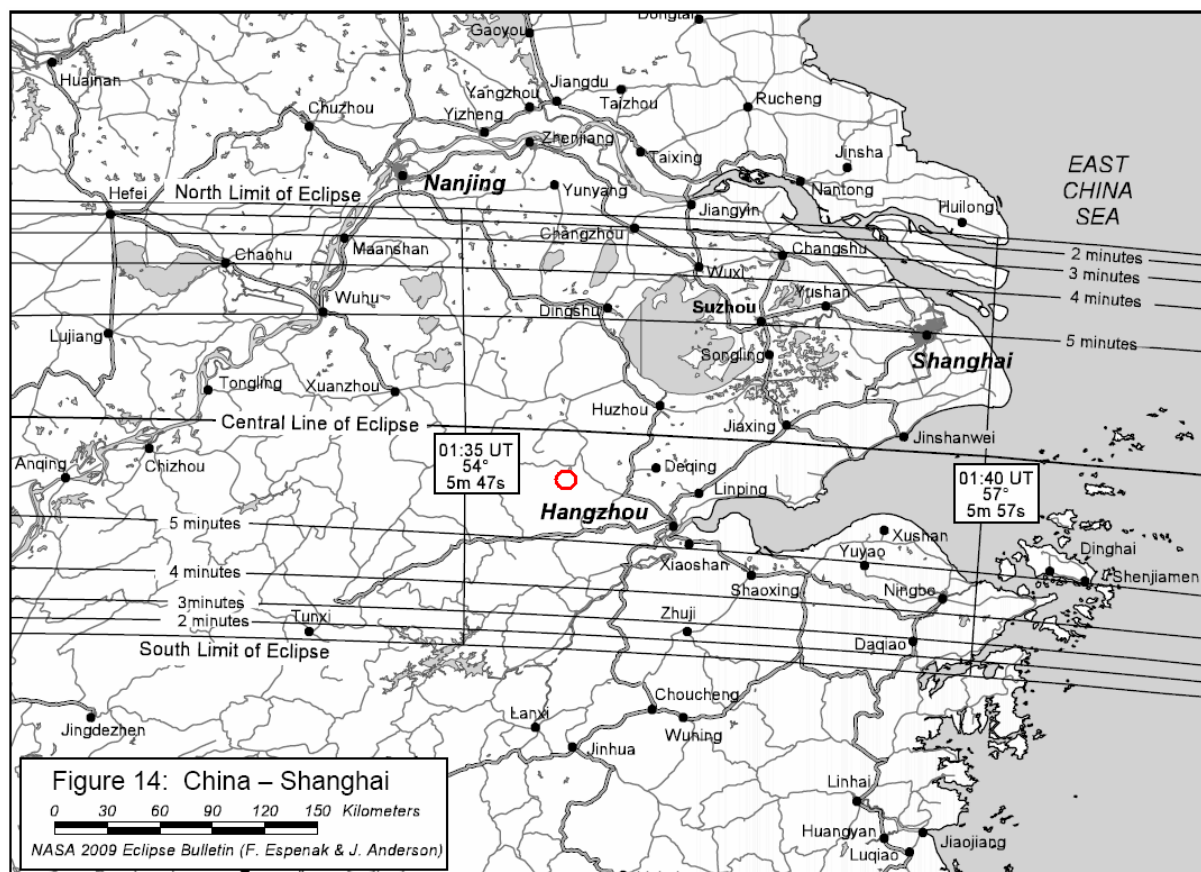 Dongtai
Gaoyou
Huainan
Jiangdu
Yangzhou
Taizhou
Rucheng
Chuzhou
Yizheng
Zhenjiang
Taixing
Jinsha
EAST
CHINA
SEA
Nanjing
Yunyang
Nantong
Hefei
North Limit of Eclipse
Jiangyin
Huilong
Changzhou
Maanshan
Changshu
2 minutes
Chaohu
Wuxi
3 minutes
4 minutes
Wuhu
Dingshu
Suzhou
Yushan
Lujiang
5 minutes
Songling
Shanghai
Tongling
Xuanzhou
Huzhou
Central Line of Eclipse
Jiaxing
Jinshanwei
Anqing
Chizhou
01:35 UT
54°
5m 47s
Deqing
Linping
01:40 UT
57°
5m 57s
Hangzhou
5 minutes
Xushan
Xiaoshan
Yuyao
Dinghai
4 minutes
Shaoxing
Shenjiamen
Ningbo
3minutes
Tunxi
2 minutes
Zhuji
South Limit of Eclipse
Daqiao
Choucheng
Jingdezhen
Lanxi
Wuning
Jinhua
Figure 14: China – Shanghai
0 30 60 90 120 150 Kilometers
NASA 2009 Eclipse Bulletin (F. Espenak & J. Anderson)
Linhai
Huangyan
Jiaojiang
Luqiao